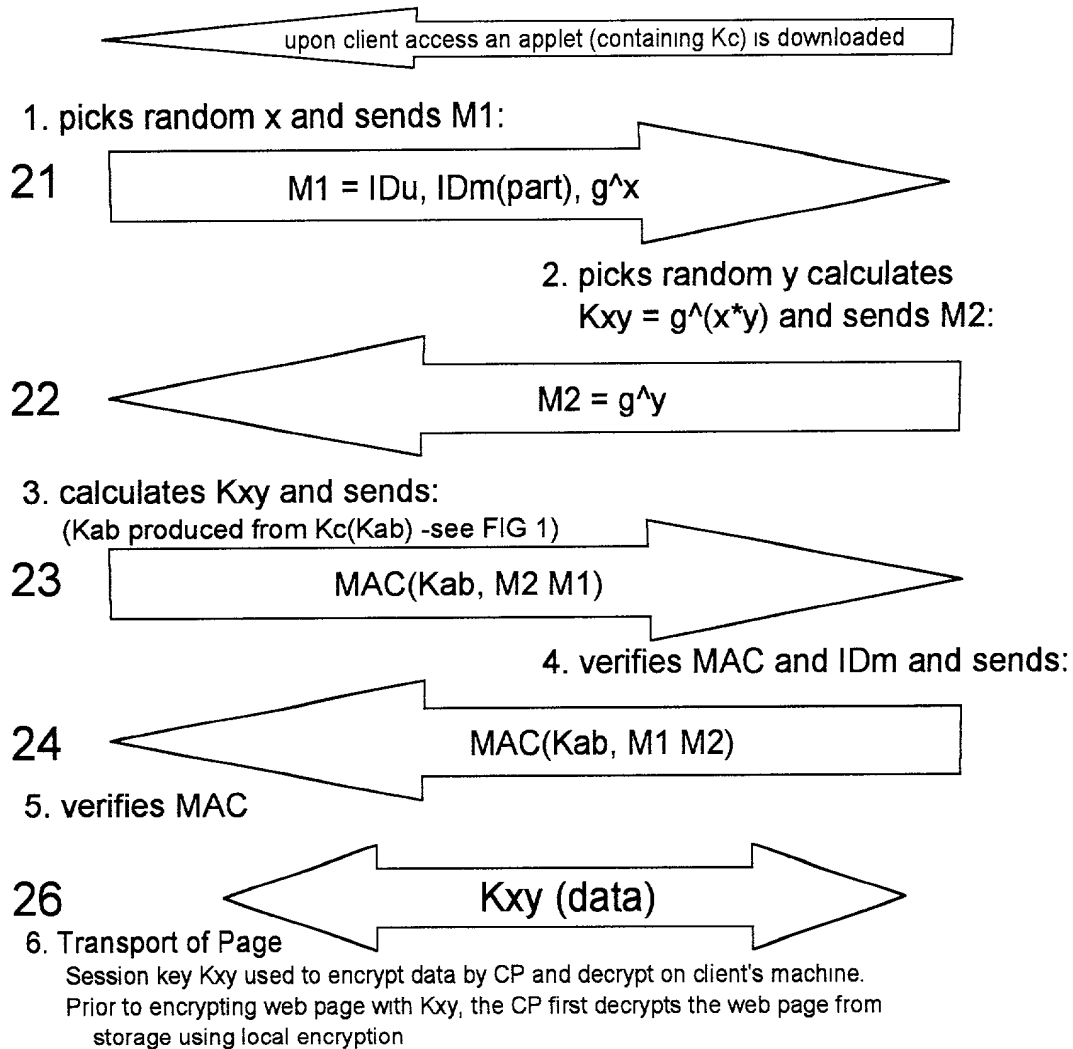 upon client access an applet (containing Kc) is downloaded
1. picks random x and sends M1:
21
M1 = IDu, IDm(part), g^x
2. picks random y calculates
Kxy = g^(x*y) and sends M2:
22
M2 = g^y
3. calculates Kxy and sends:
(Kab produced from Kc(Kab) -see FIG 1)
23
MAC(Kab, M2 M1)
4. verifies MAC and IDm and sends:
24
MAC(Kab, M1 M2)
5. verifies MAC
26
Kxy (data)
6. Transport of Page
Session key Kxy used to encrypt data by CP and decrypt on client's machine.
Prior to encrypting web page with Kxy, the CP first decrypts the web page from
storage using local encryption